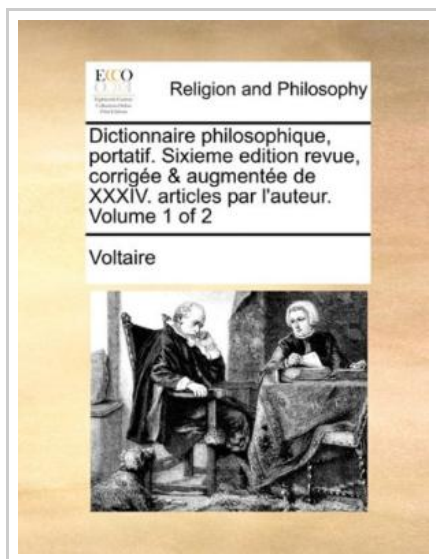 ECCO
Religion and Philosophy
Dictionnaire philosophique,
portatif. Sixieme edition revue,
corrigée & augmentée de
XXXIV. articles par l'auteur.
Volume 1 of 2
Voltaire